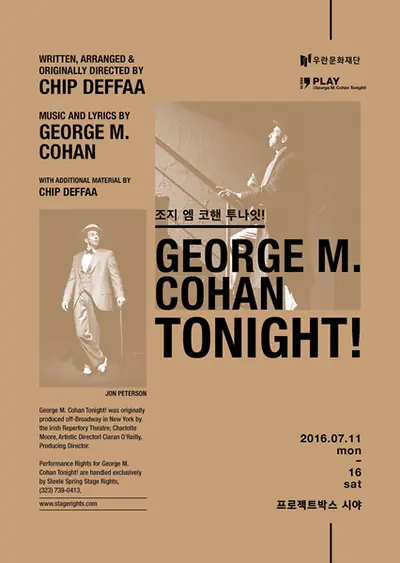 WRITTEN, ARRANGED &
ORIGINALLY DIRECTED BY
CHIP DEFFAA
MUSIC AND LYRICS BY
GEORGE M.
COHAN
WITH ADDITIONAL MATERIAL BY
CHIP DEFFAA
우란문화재단
PLAY
:George M. Cohan Tonight!
조지 엠 코핸 투나잇!
GEORGE M.
COHAN
TONIGHT!
JON PETERSON
George M. Cohan Tonight! was originally
produced off-Broadway in New York by
the Irish Repertory Theatre; Charlotte
Moore, Artistic Directorl Ciaran O'Reilly,
Producing Director.
Performance Rights for George M.
Cohan Tonight! are handled exclusively
by Steele Spring Stage Rights,
(323) 739-0413.
www.stagerights.com
2016.07.11
mon
–
16
sat
프로젝트박스 시야